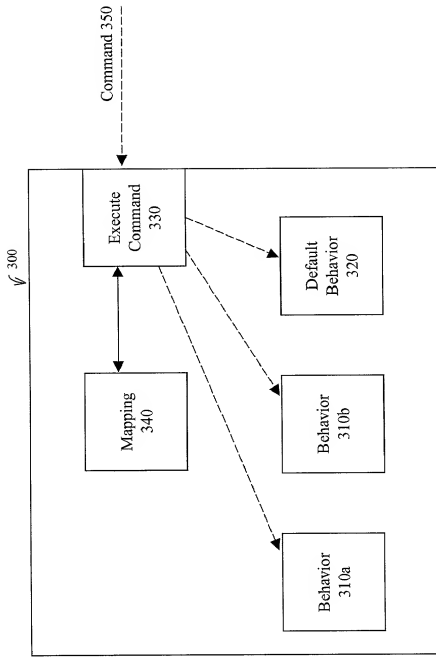 Command 350
300
Execute
Command
330
Mapping
340
Default
Behavior
320
Behavior
310b
Behavior
310a